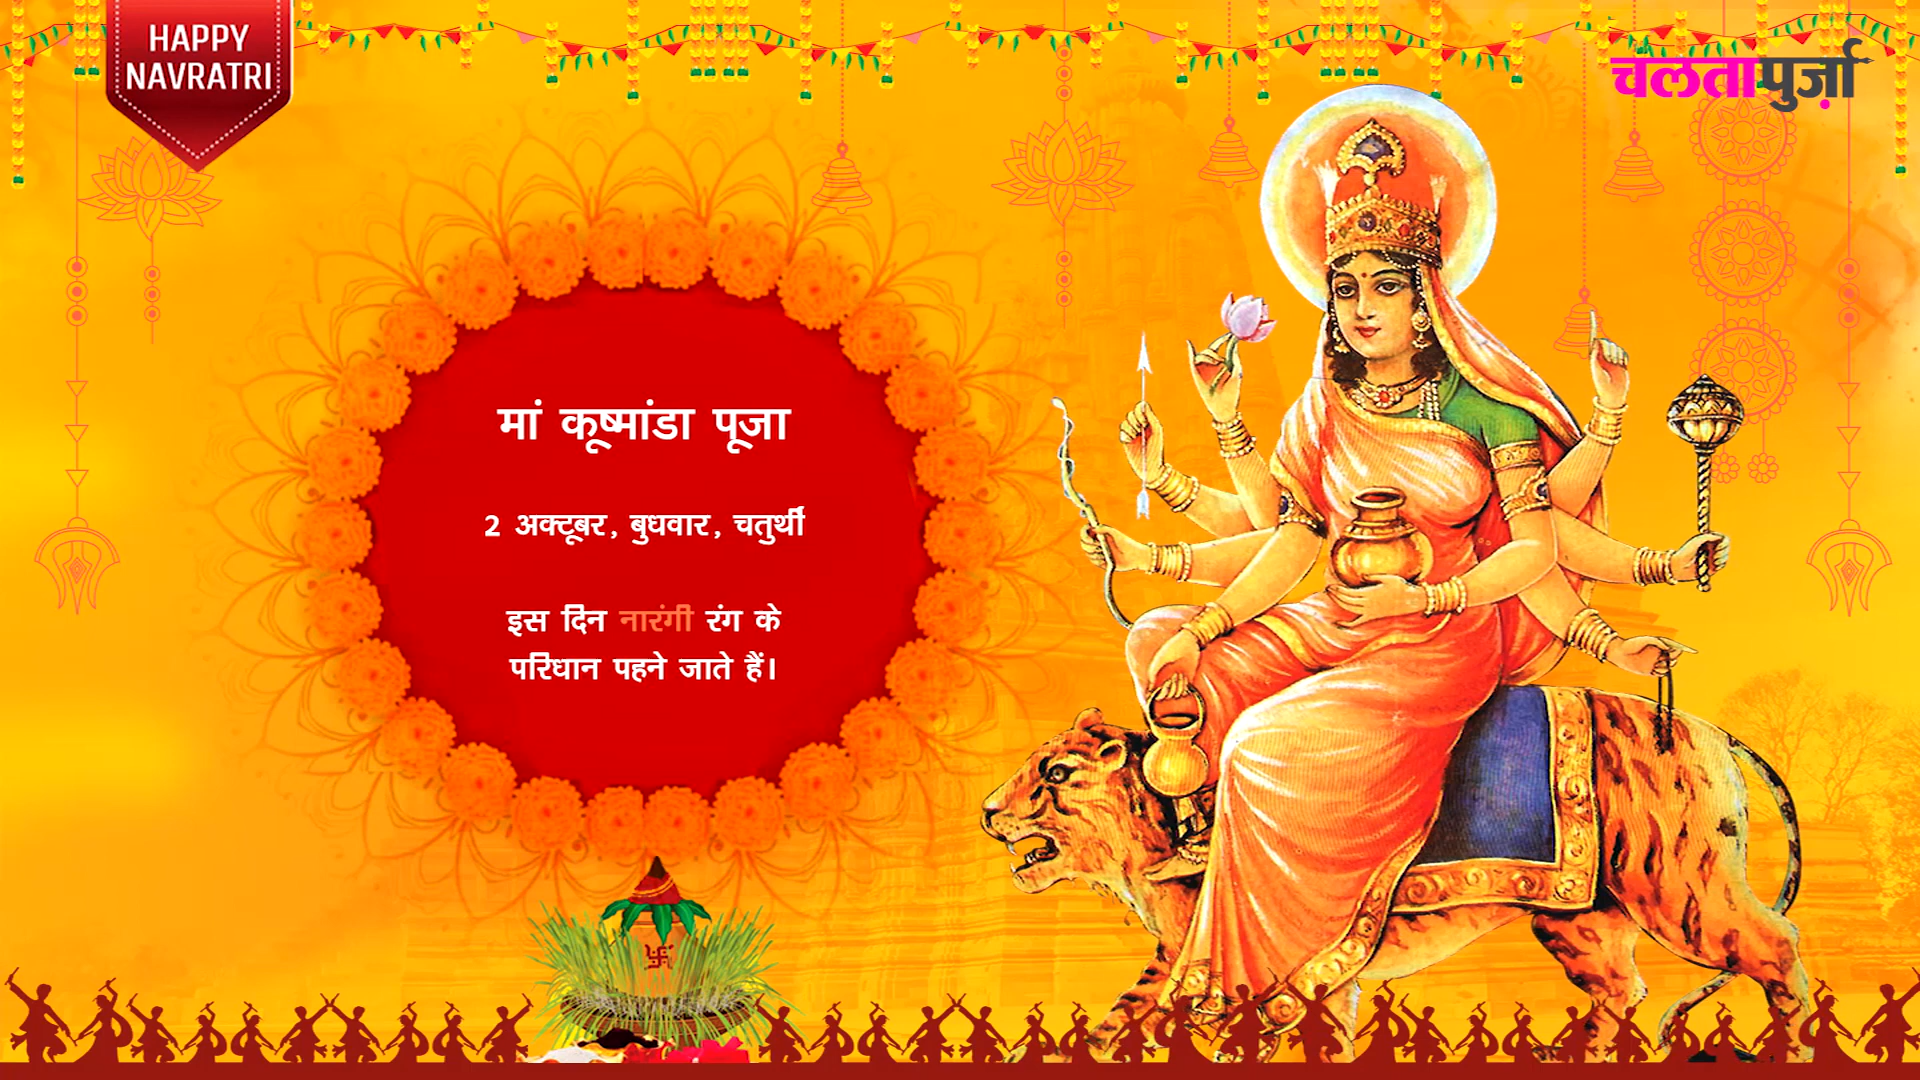 HAPPY
NAVRATRI
चलतापुर्ज़ा
मां कूष्मांडा पूजा
2 अक्टूबर, बुधवार, चतुर्थी
इस दिन नारंगी रंग के
परिधान पहने जाते हैं।